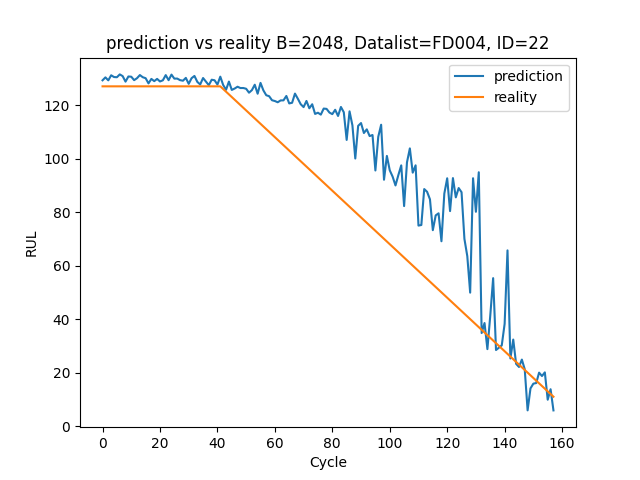 prediction vs reality B=2048, Datalist=FD004, ID=22
prediction
reality
RUL
120
100
80
60
40
20
0
0 20 40 60 80 100 120 140 160
Cycle